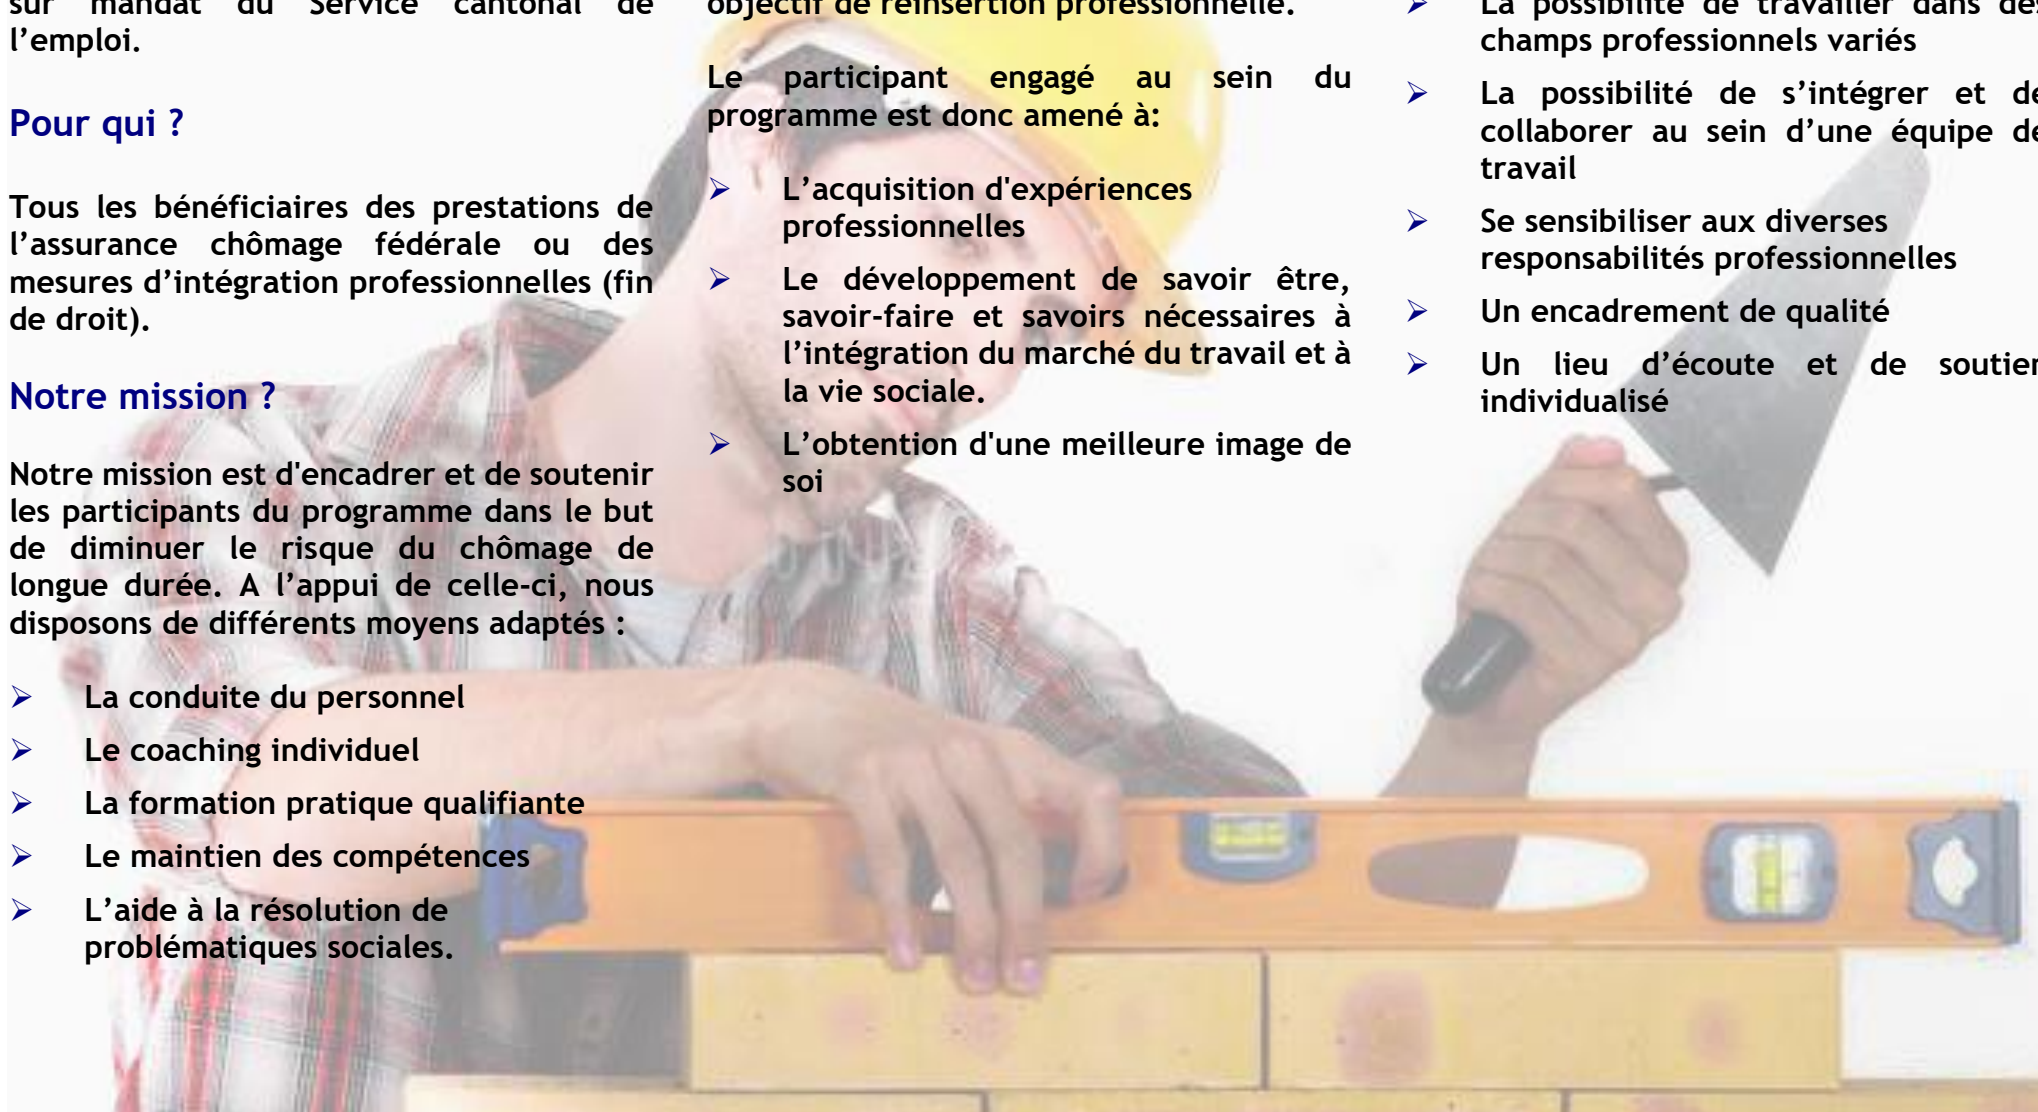 sur mandat du Service cantonal de
l’emploi.
Pour qui ?
Tous les bénéficiaires des prestations de
l’assurance chômage fédérale ou des
mesures d’intégration professionnelles (fin
de droit).
Notre mission ?
Notre mission est d'encadrer et de soutenir
les participants du programme dans le but
de diminuer le risque du chômage de
longue durée. A l’appui de celle-ci, nous
disposons de différents moyens adaptés :
➢ La conduite du personnel
➢ Le coaching individuel
➢ La formation pratique qualifiante
➢ Le maintien des compétences
➢ L’aide à la résolution de
problématiques sociales.
objectif de réinsertion professionnelle.
Le participant engagé au sein du
programme est donc amené à:
➢ L’acquisition d'expériences
professionnelles
➢ Le développement de savoir être,
savoir-faire et savoirs nécessaires à
l’intégration du marché du travail et à
la vie sociale.
➢ L’obtention d'une meilleure image de
soi
➢ La possibilité de travailler dans des
champs professionnels variés
➢ La possibilité de s’intégrer et de
collaborer au sein d’une équipe de
travail
➢ Se sensibiliser aux diverses
responsabilités professionnelles
➢ Un encadrement de qualité
➢ Un lieu d’écoute et de soutien
individualisé